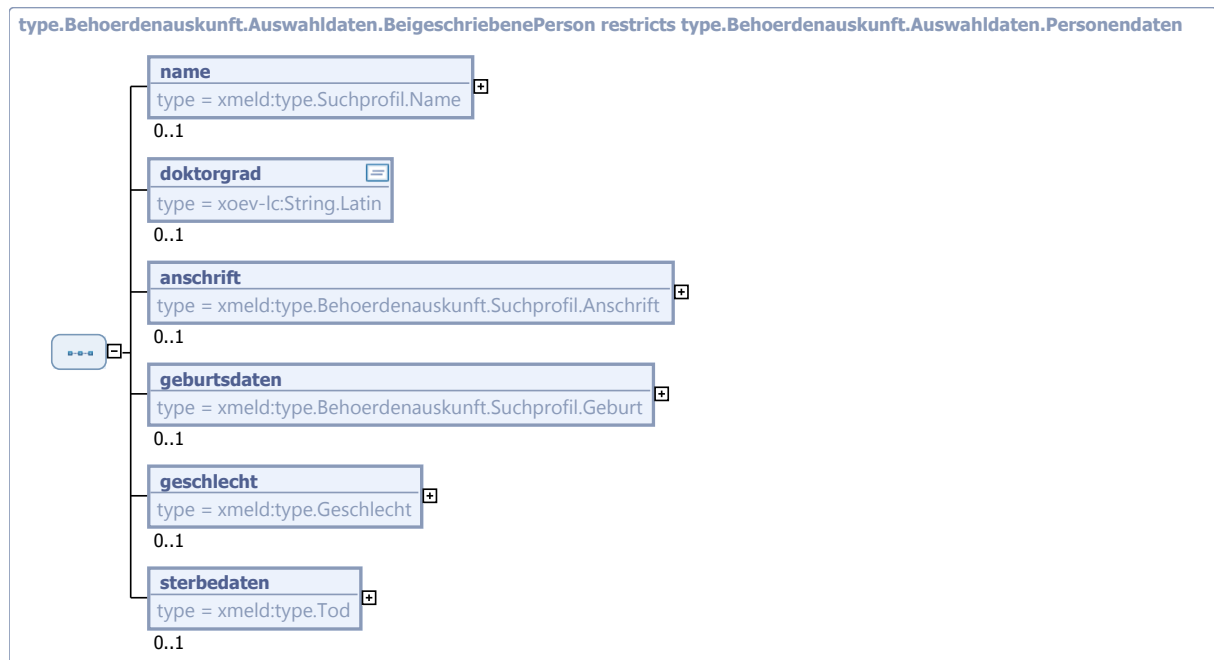 type.Behoerdenauskunft.Auswahldaten.BeigeschriebenePerson restricts type.Behoerdenauskunft.Auswahldaten.Personendaten
name
type = xmeld:type.Suchprofil.Name
0..1
doktorgrad
type = xoev-lc:String.Latin
0..1
anschrift
type = xmeld:type.Behoerdenauskunft.Suchprofil.Anschrift
0..1
geburtsdaten
type = xmeld:type.Behoerdenauskunft.Suchprofil.Geburt
0..1
geschlecht
type = xmeld:type.Geschlecht
0..1
sterbedaten
type = xmeld:type.Tod
0..1